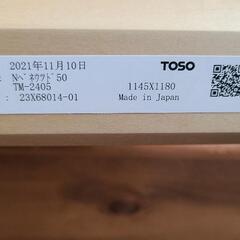 2021年11月10日
TOSO
: Nﾍﾞﾈｳｯﾄﾞ50
TM-2405
1145X1180
: 23X68014-01
Made in Japan